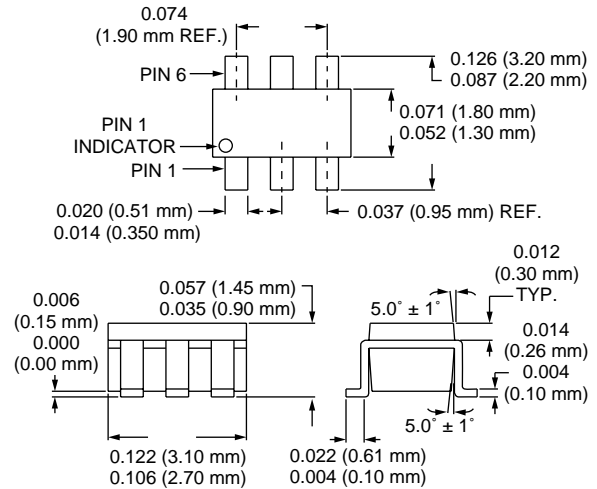 0.074
(1.90 mm REF.)
PIN 6
0.126 (3.20 mm)
0.087 (2.20 mm)
0.071 (1.80 mm)
0.052 (1.30 mm)
PIN 1
INDICATOR
PIN 1
0.020 (0.51 mm)
0.014 (0.350 mm)
0.037 (0.95 mm) REF.
0.006
(0.15 mm)
0.000
(0.00 mm)
0.057 (1.45 mm)
0.035 (0.90 mm)
0.122 (3.10 mm)
0.106 (2.70 mm)
5.0° ± 1°
0.012
(0.30 mm)
TYP.
0.014
(0.26 mm)
0.004
(0.10 mm)
5.0° ± 1°
0.022 (0.61 mm)
0.004 (0.10 mm)